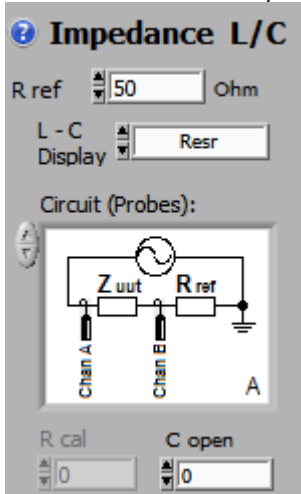 ? Impedance L/C
R ref 50 Ohm
L - C
Display Resr
Circuit (Probes):
Z uut R ref
Chan A Chan B
A
R cal C open
0 0